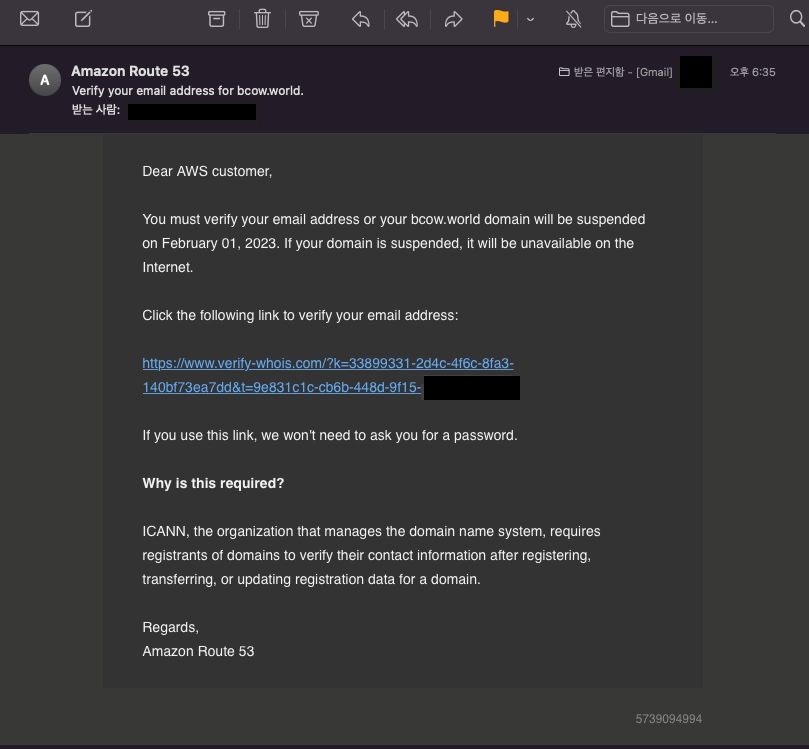 다음으로 이동...
A
Amazon Route 53
받은 편지함 - [Gmail]
오후 6:35
Verify your email address for bcow.world.
받는 사람:
Dear AWS customer,
You must verify your email address or your bcow.world domain will be suspended
on February 01, 2023. If your domain is suspended, it will be unavailable on the
Internet.
Click the following link to verify your email address:
https://www.verify-whois.com/?k=33899331-2d4c-4f6c-8fa3-
140bf73ea7dd&t=9e831c1c-cb6b-448d-9f15-
If you use this link, we won't need to ask you for a password.
Why is this required?
ICANN, the organization that manages the domain name system, requires
registrants of domains to verify their contact information after registering,
transferring, or updating registration data for a domain.
Regards,
Amazon Route 53
5739094994